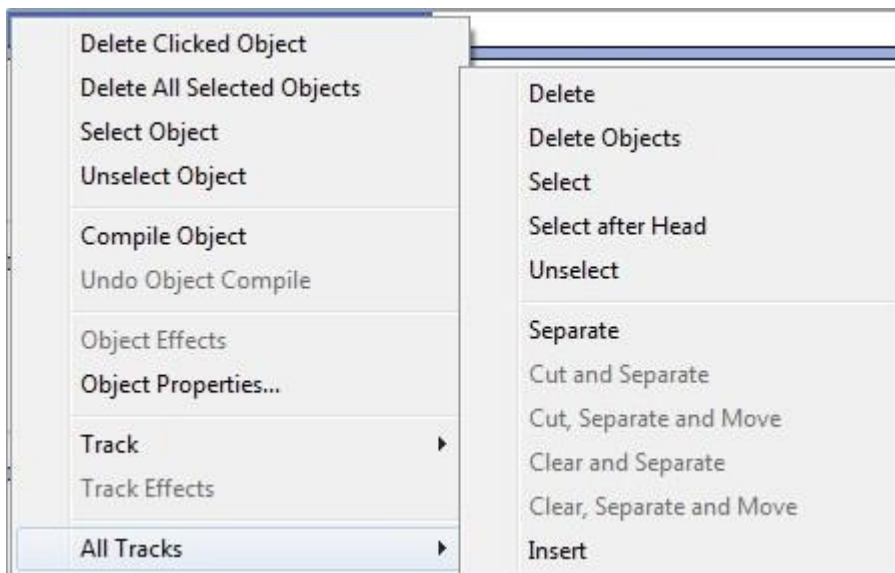 Delete Clicked Object
Delete All Selected Objects
Select Object
Unselect Object
Compile Object
Undo Object Compile
Object Effects
Object Properties...
Track
Track Effects
All Tracks
Delete
Delete Objects
Select
Select after Head
Unselect
Separate
Cut and Separate
Cut, Separate and Move
Clear and Separate
Clear, Separate and Move
Insert